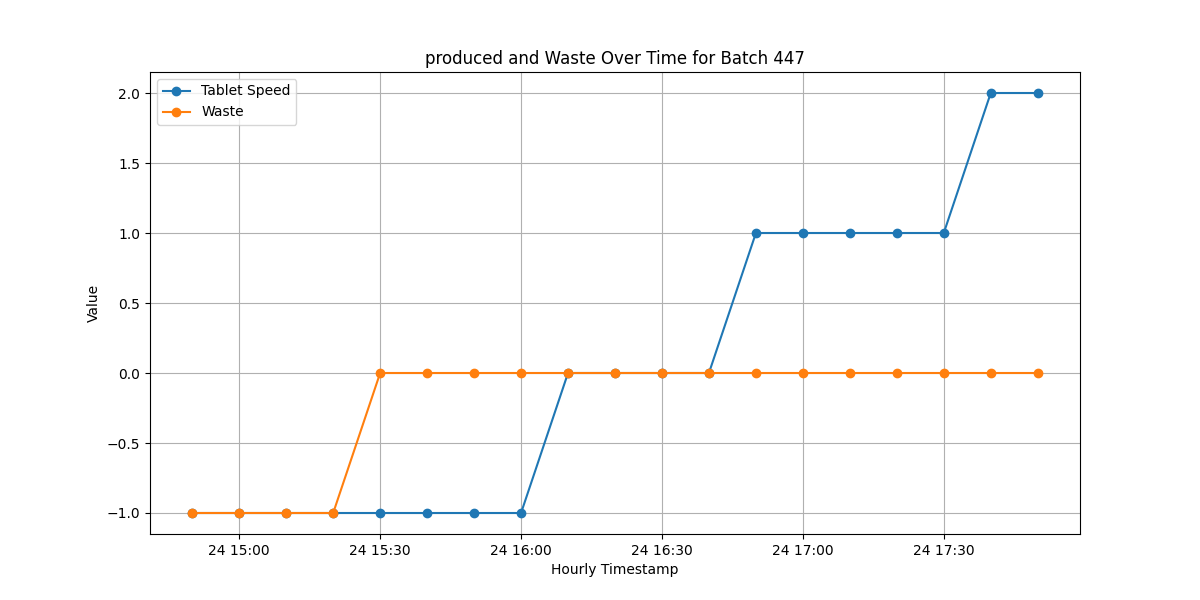 produced and Waste Over Time for Batch 447
Tablet Speed
Waste
2.0
1.5
1.0
0.5
0.0
−0.5
−1.0
Value
24 15:00 24 15:30 24 16:00 24 16:30 24 17:00 24 17:30
Hourly Timestamp